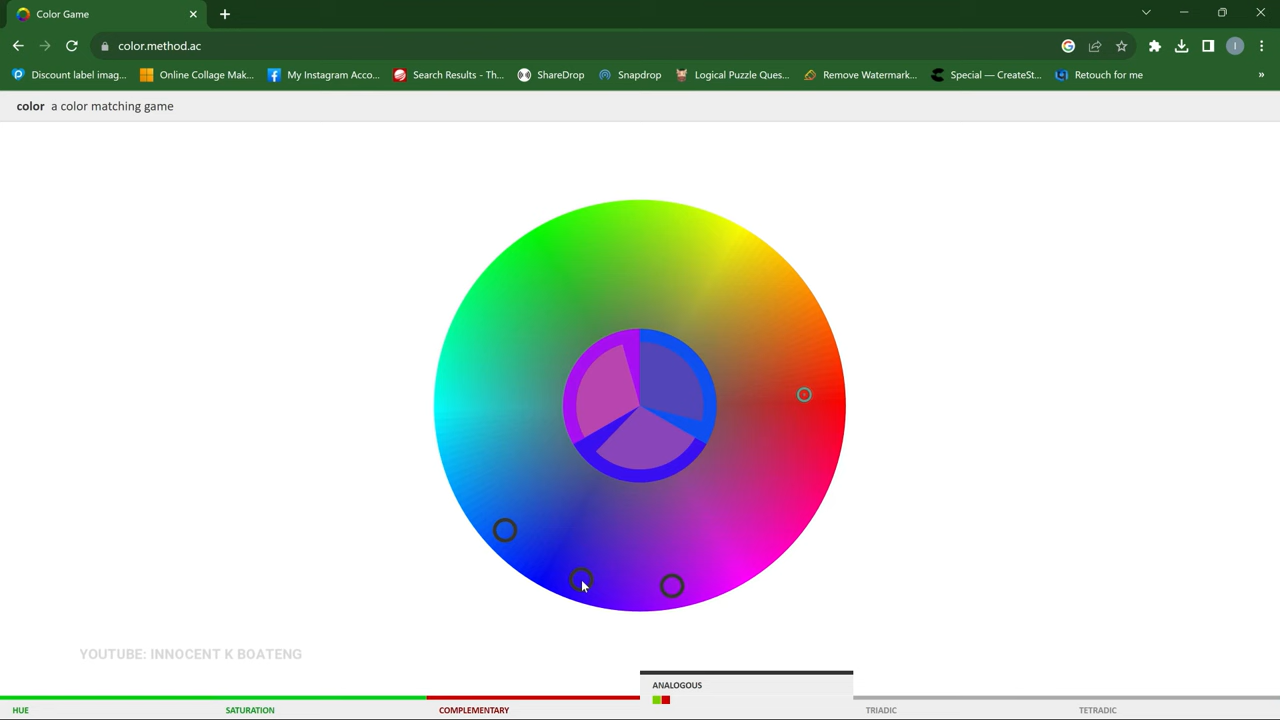 Color Game
color.method.ac
Discount label imag... Online Collage Mak... My Instagram Acco... Search Results - Th... ShareDrop Snapdrop Logical Puzzle Ques... Remove Watermark... Special — CreateSt... Retouch for me »
color a color matching game
YOUTUBE: INNOCENT K BOATENG
ANALOGOUS
HUE SATURATION COMPLEMENTARY TRIADIC TETRADIC